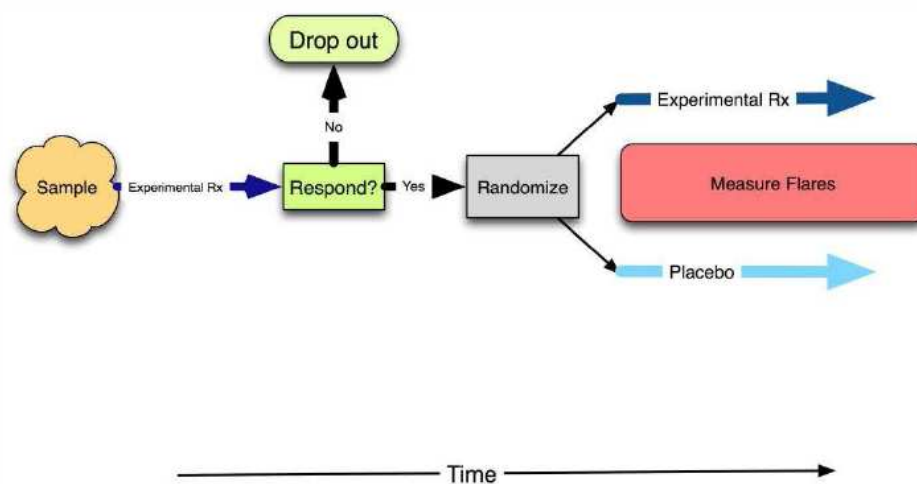 Drop out
No
Sample
Experimental Rx
Respond?
Yes
Randomize
Experimental Rx
Measure Flares
Placebo
Time